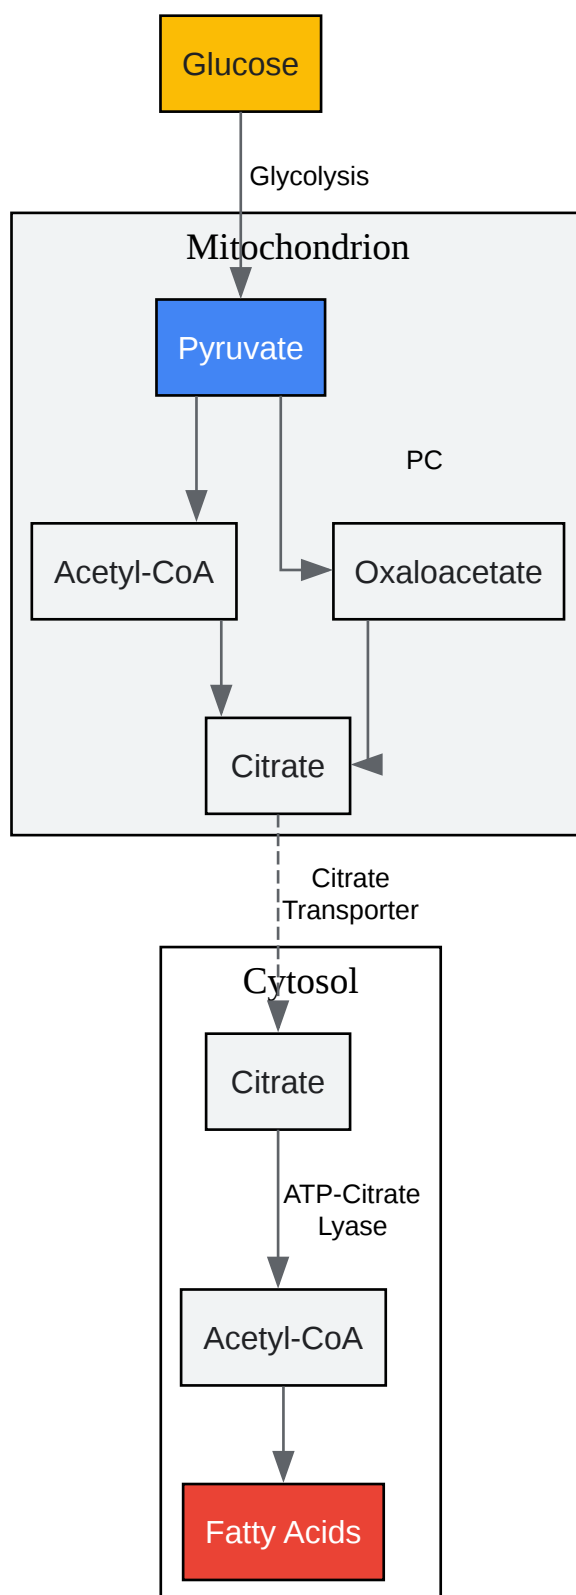 Glucose
Glycolysis
Mitochondrion
Pyruvate
PC
Acetyl-CoA
Oxaloacetate
Citrate
Citrate
Transporter
Cytosol
Citrate
ATP-Citrate
Lyase
Acetyl-CoA
Fatty Acids